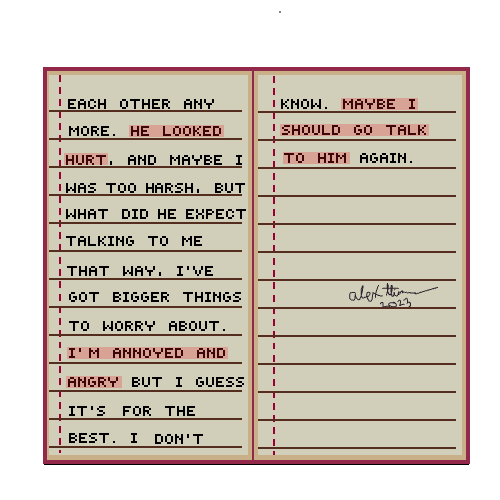 EACH OTHER ANY
MORE. HE LOOKED
HURT, AND MAYBE I
WAS TOO HARSH, BUT
WHAT DID HE EXPECT
TALKING TO ME
THAT WAY, I'VE
GOT BIGGER THINGS
TO WORRY ABOUT.
I'M ANNOYED AND
ANGRY BUT I GUESS
IT'S FOR THE
BEST. I DON'T
KNOW. MAYBE I
SHOULD GO TALK
TO HIM AGAIN.
2023